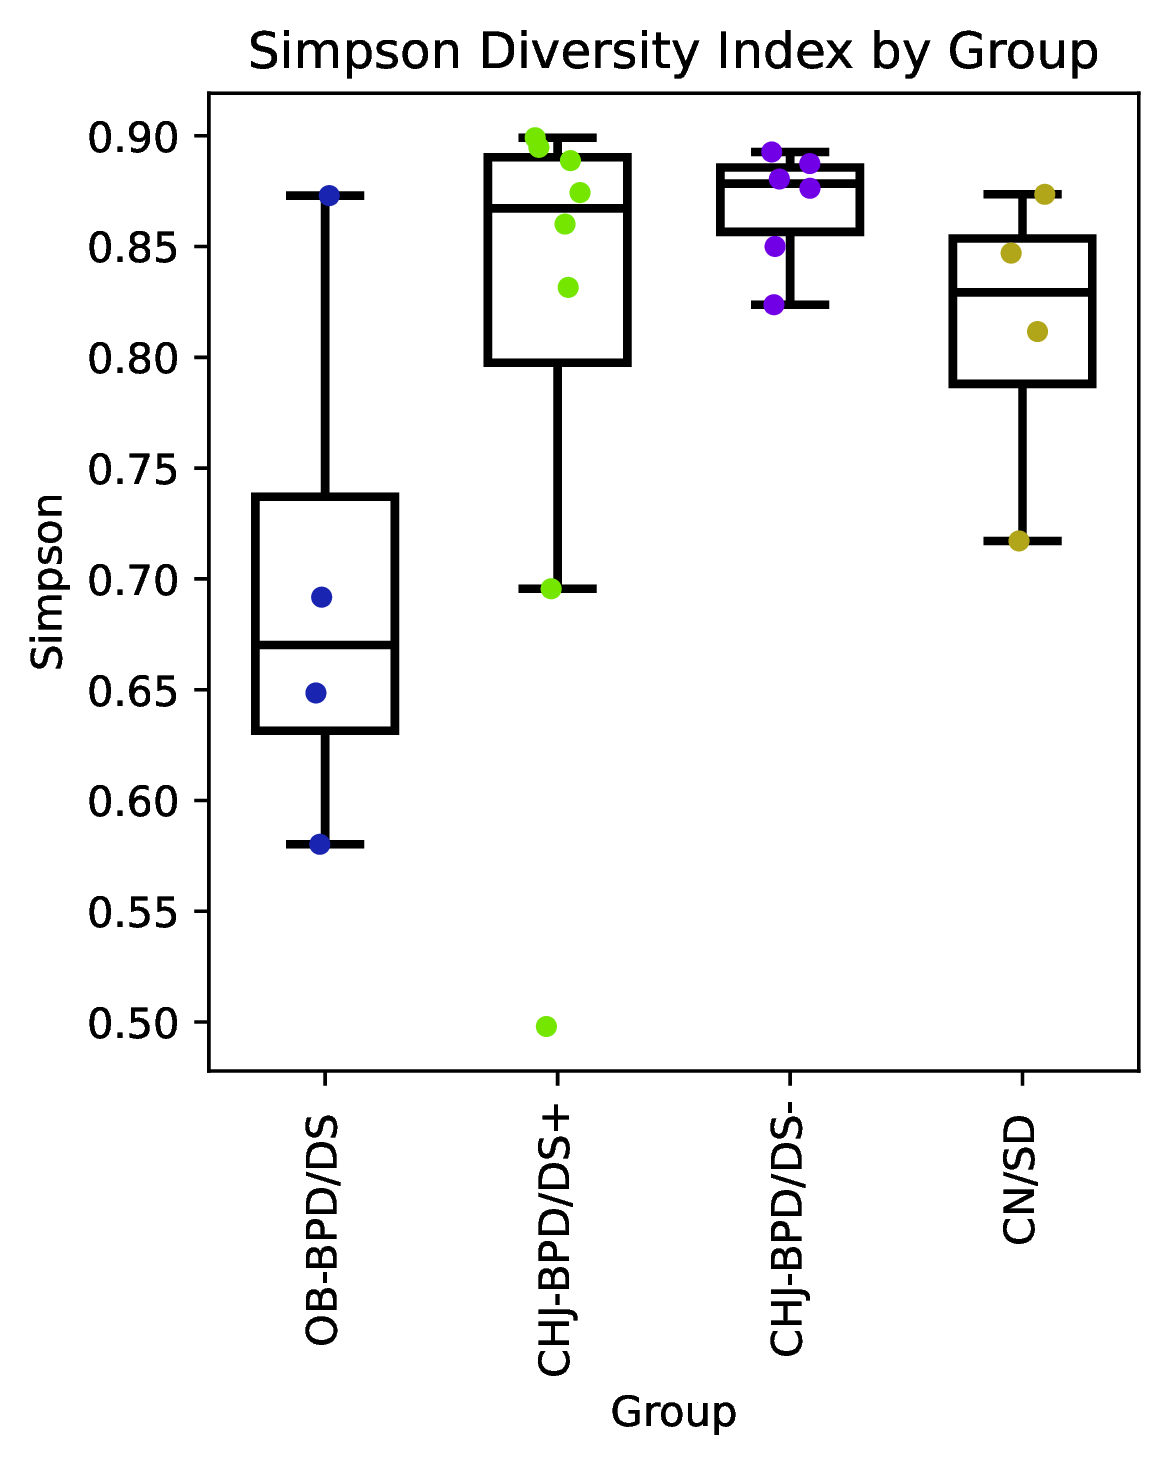 Simpson Diversity Index by Group
0.90
0.85
0.80
0.75
0.70
0.65
0.60
0.55
0.50
Simpson
OB-BPD/DS
CHJ-BPD/DS+
CHJ-BPD/DS-
CN/SD
Group